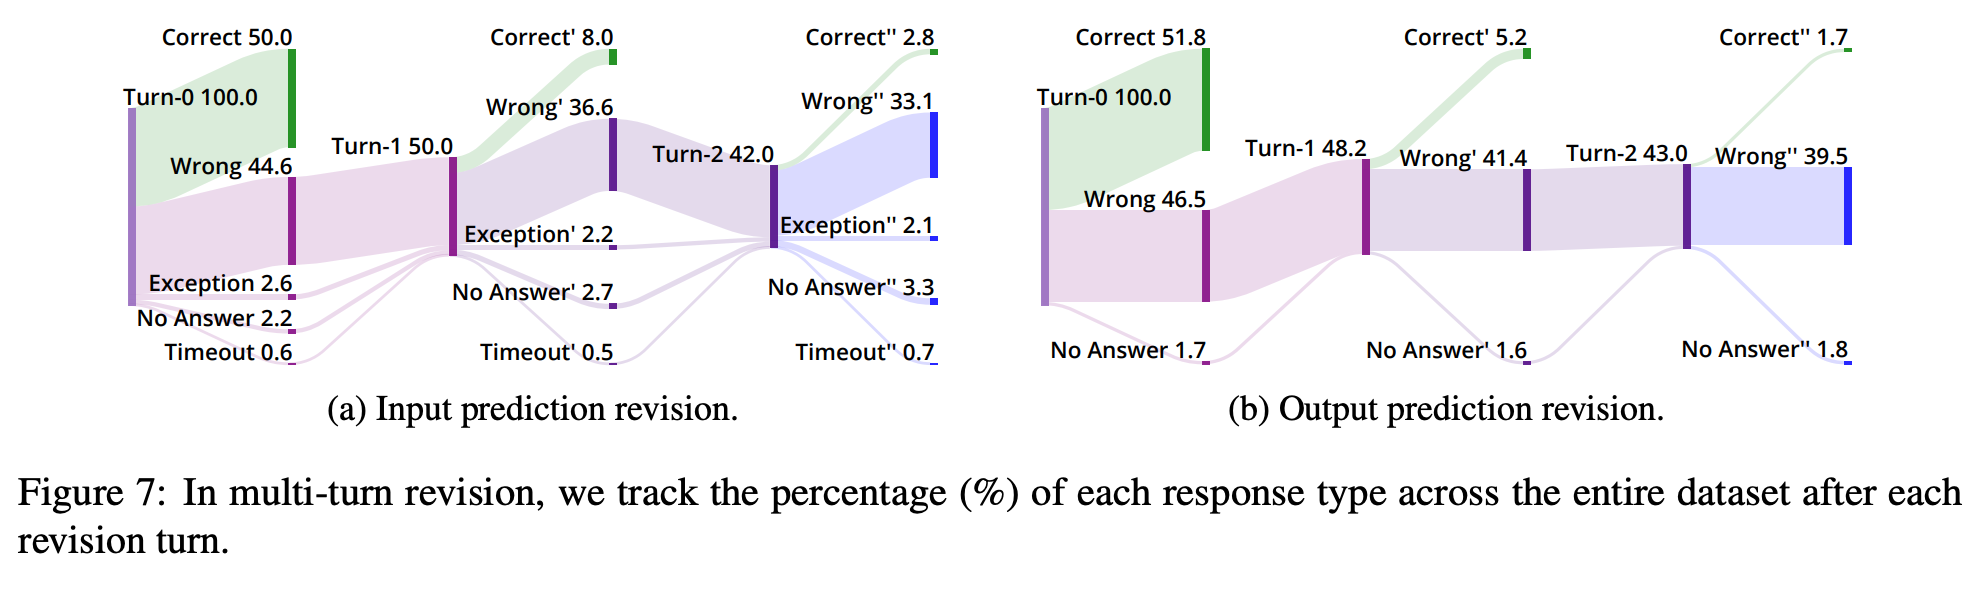 Correct 50.0
Turn-0 100.0
Wrong 44.6
Exception 2.6
No Answer 2.2
Timeout 0.6
Turn-1 50.0
Correct' 8.0
Wrong' 36.6
Exception' 2.2
No Answer' 2.7
Timeout' 0.5
Turn-2 42.0
Correct'' 2.8
Wrong'' 33.1
Exception'' 2.1
No Answer'' 3.3
Timeout'' 0.7
(a) Input prediction revision.
Correct 51.8
Turn-0 100.0
Wrong 46.5
No Answer 1.7
Turn-1 48.2
Correct' 5.2
Wrong' 41.4
No Answer' 1.6
Turn-2 43.0
Correct'' 1.7
Wrong'' 39.5
No Answer'' 1.8
(b) Output prediction revision.
Figure 7: In multi-turn revision, we track the percentage (%) of each response type across the entire dataset after each
revision turn.